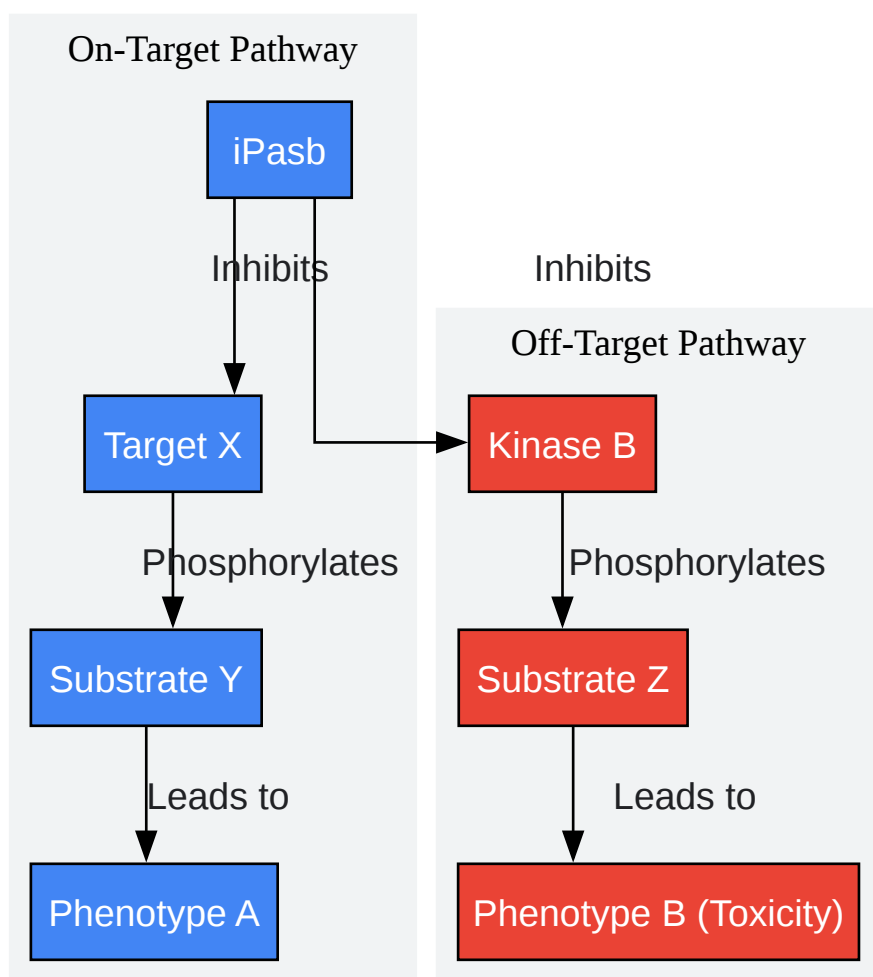 On-Target Pathway
iPasb
Inhibits
Inhibits
Off-Target Pathway
Target X
Kinase B
Phosphorylates
Phosphorylates
Substrate Y
Substrate Z
Leads to
Leads to
Phenotype A
Phenotype B (Toxicity)